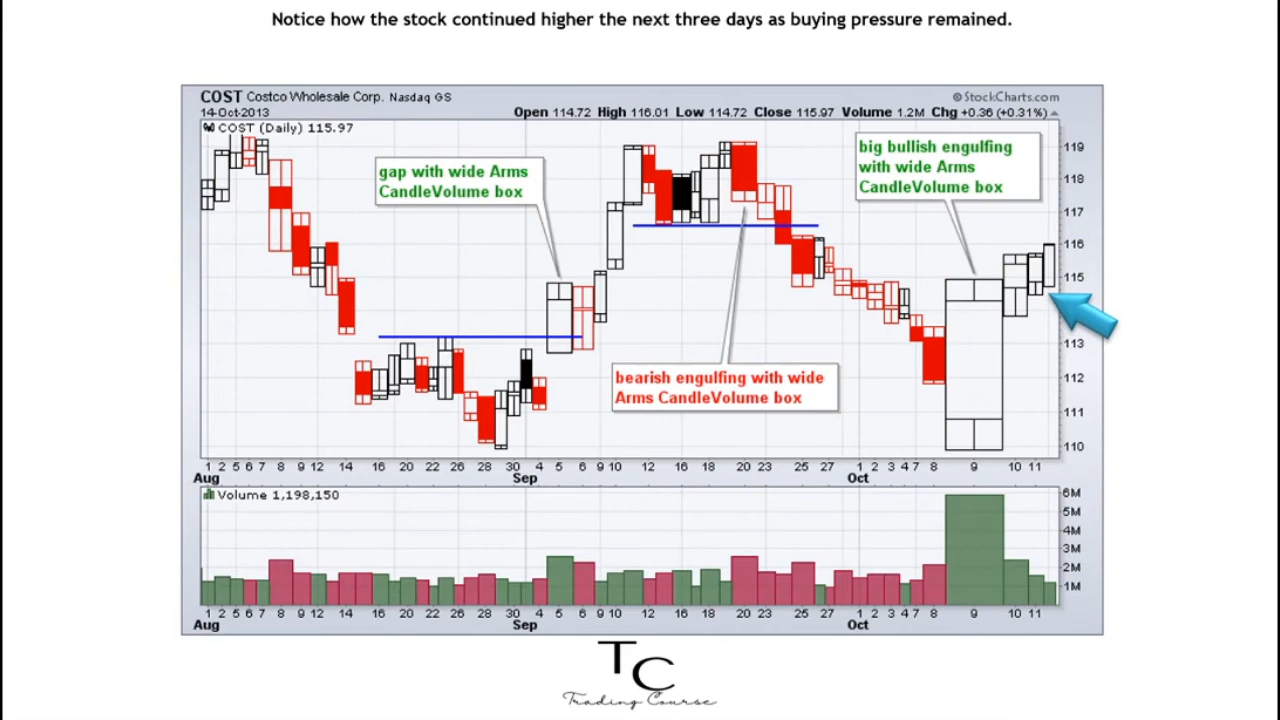 Notice how the stock continued higher the next three days as buying pressure remained.
COST Costco Wholesale Corp. Nasdaq GS
© StockCharts.com
14-Oct-2013
Open 114.72 High 116.01 Low 114.72 Close 115.97 Volume 1.2M Chg +0.36 (+0.31%)
COST (Daily) 115.97
gap with wide Arms
CandleVolume box
big bullish engulfing
with wide Arms
CandleVolume box
bearish engulfing with wide
Arms CandleVolume box
119
118
117
116
115
113
112
111
110
1 2 5 6 7 8 9 12 14 16 20 22 26 28 30 4 5 6 9 10 12 16 18 20 23 25 27 1 2 3 4 7 8 9 10 11
Aug Sep Oct
Volume 1,198,150
6M
5M
4M
3M
2M
1M
1 2 5 6 7 8 9 12 14 16 20 22 26 28 30 4 5 6 9 10 12 16 18 20 23 25 27 1 2 3 4 7 8 9 10 11
Aug Sep Oct
TC
Trading Course